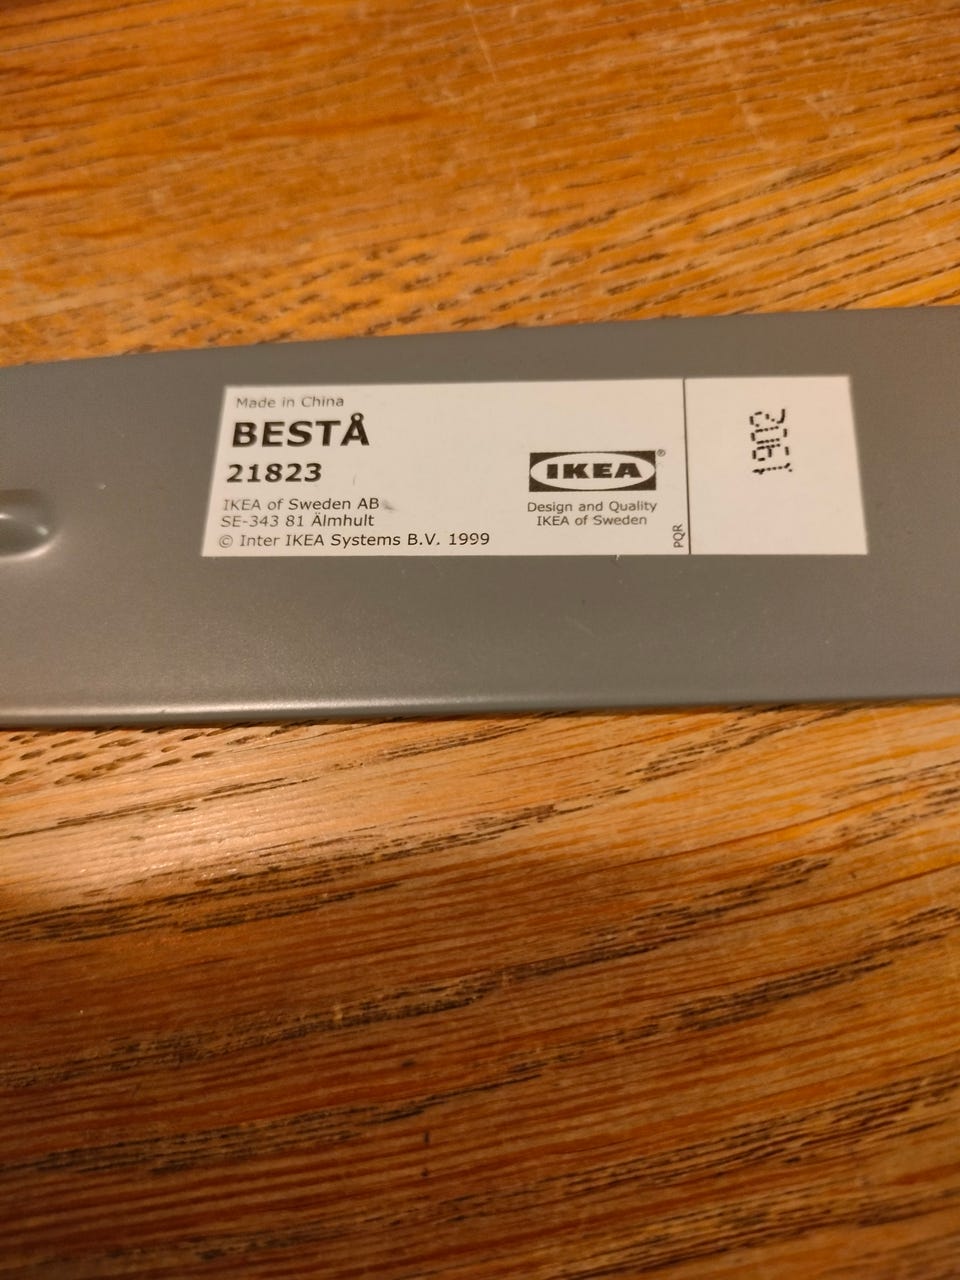 Made in China
BESTÅ
21823
IKEA of Sweden AB
SE-343 81 Älmhult
© Inter IKEA Systems B.V. 1999
IKEA®
Design and Quality
IKEA of Sweden
PQR
1902